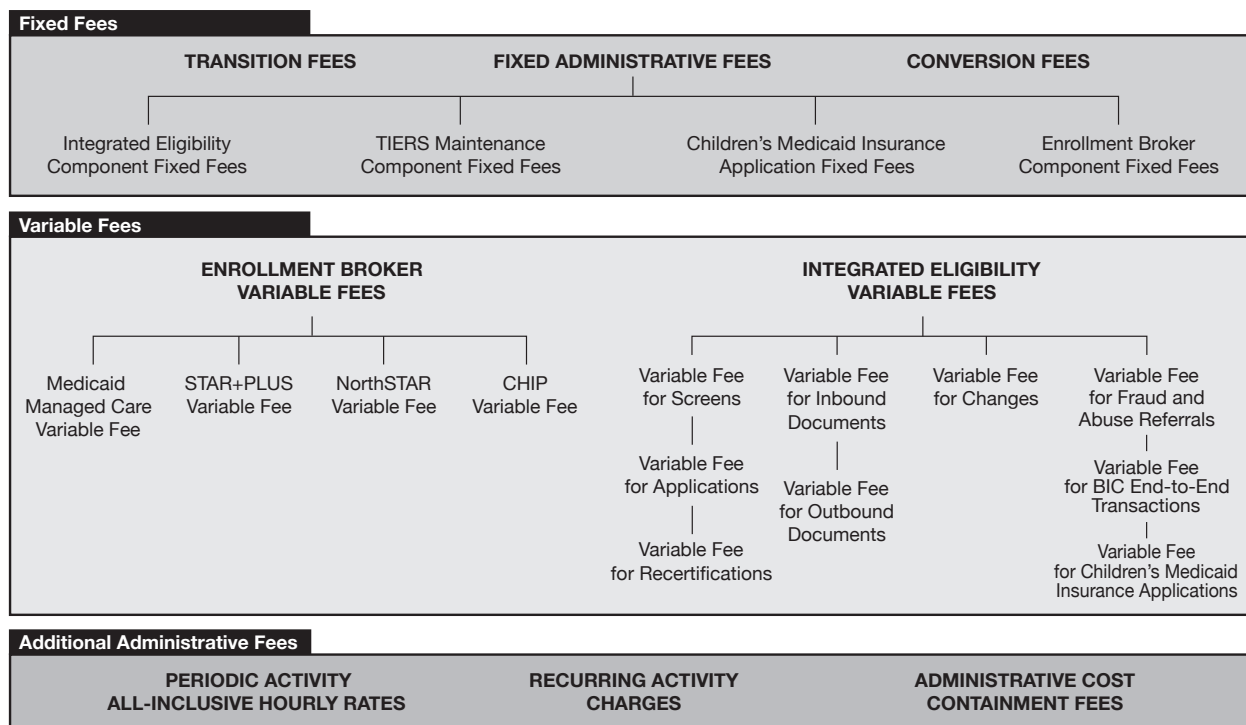 Fixed Fees
TRANSITION FEES
FIXED ADMINISTRATIVE FEES
CONVERSION FEES
Integrated Eligibility
Component Fixed Fees
TIERS Maintenance
Component Fixed Fees
Children's Medicaid Insurance
Application Fixed Fees
Enrollment Broker
Component Fixed Fees
Variable Fees
ENROLLMENT BROKER
VARIABLE FEES
Medicaid
Managed Care
Variable Fee
STAR+PLUS
Variable Fee
NorthSTAR
Variable Fee
CHIP
Variable Fee
INTEGRATED ELIGIBILITY
VARIABLE FEES
Variable Fee
for Screens
Variable Fee
for Applications
Variable Fee
for Recertifications
Variable Fee
for Inbound
Documents
Variable Fee
for Outbound
Documents
Variable Fee
for Changes
Variable Fee
for Fraud and
Abuse Referrals
Variable Fee
for BIC End-to-End
Transactions
Variable Fee
for Children's Medicaid
Insurance Applications
Additional Administrative Fees
PERIODIC ACTIVITY
ALL-INCLUSIVE HOURLY RATES
RECURRING ACTIVITY
CHARGES
ADMINISTRATIVE COST
CONTAINMENT FEES